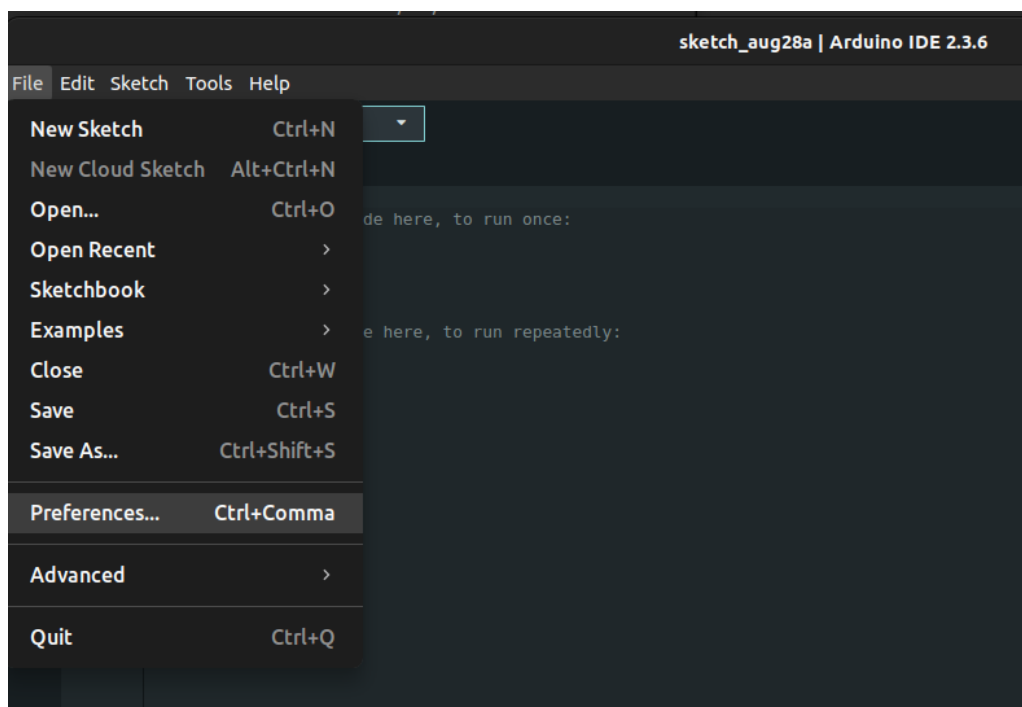 sketch_aug28a | Arduino IDE 2.3.6
File Edit Sketch Tools Help
New Sketch Ctrl+N
New Cloud Sketch Alt+Ctrl+N
Open... Ctrl+O
de here, to run once:
Open Recent >
Sketchbook >
Examples >
e here, to run repeatedly:
Close Ctrl+W
Save Ctrl+S
Save As... Ctrl+Shift+S
Preferences... Ctrl+Comma
Advanced >
Quit Ctrl+Q